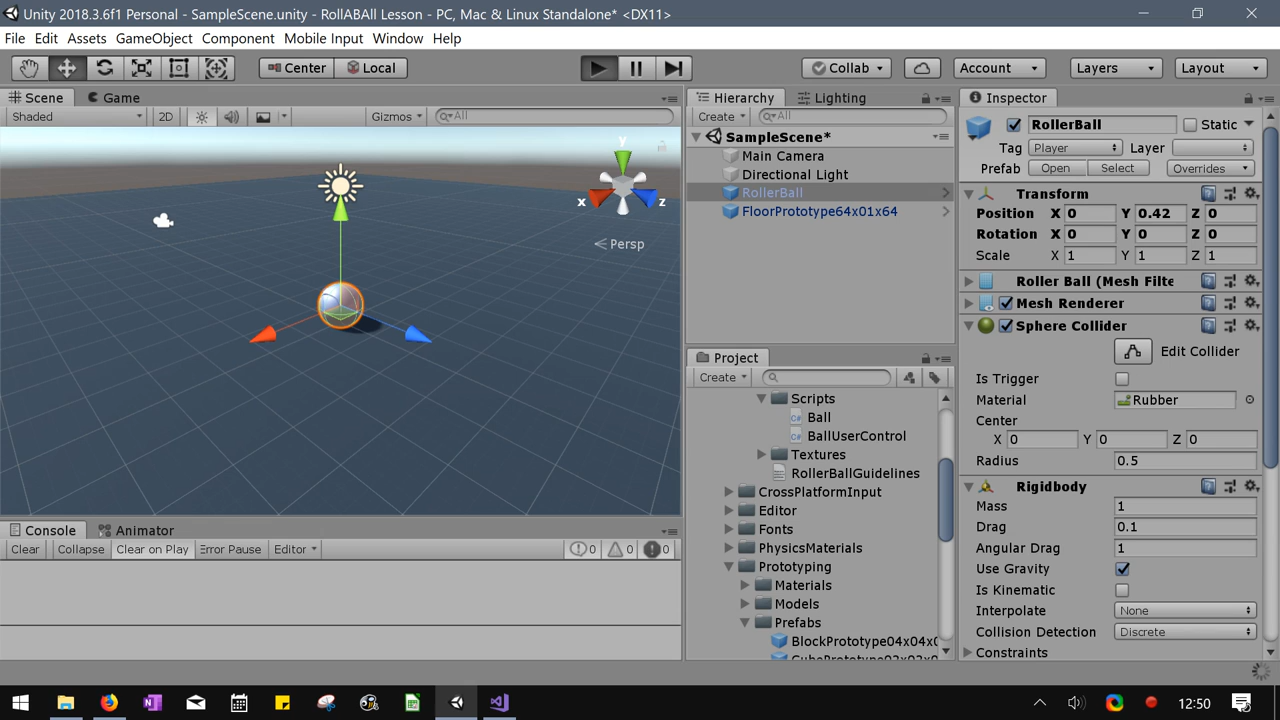 Unity 2018.3.6f1 Personal - SampleScene.unity - RollABAll Lesson - PC, Mac & Linux Standalone* <DX11>
File Edit Assets GameObject Component Mobile Input Window Help
Center Local Collab Account Layers Layout
Scene Game
Shaded 2D Gizmos All
y
x z
Persp
Hierarchy Lighting
Create All
SampleScene*
Main Camera
Directional Light
RollerBall
FloorPrototype64x01x64
Project
Create
Scripts
Ball
BallUserControl
Textures
RollerBallGuidelines
CrossPlatformInput
Editor
Fonts
PhysicsMaterials
Prototyping
Materials
Models
Prefabs
BlockPrototype04x04x0
Inspector
RollerBall Static
Tag Player Layer
Prefab Open Select Overrides
Transform
Position X 0 Y 0.42 Z 0
Rotation X 0 Y 0 Z 0
Scale X 1 Y 1 Z 1
Roller Ball (Mesh Filte
Mesh Renderer
Sphere Collider
Edit Collider
Is Trigger
Material Rubber
Center
X 0 Y 0 Z 0
Radius 0.5
Rigidbody
Mass 1
Drag 0.1
Angular Drag 1
Use Gravity
Is Kinematic
Interpolate None
Collision Detection Discrete
Constraints
Console Animator
Clear Collapse Clear on Play Error Pause Editor 0 0 0
12:50